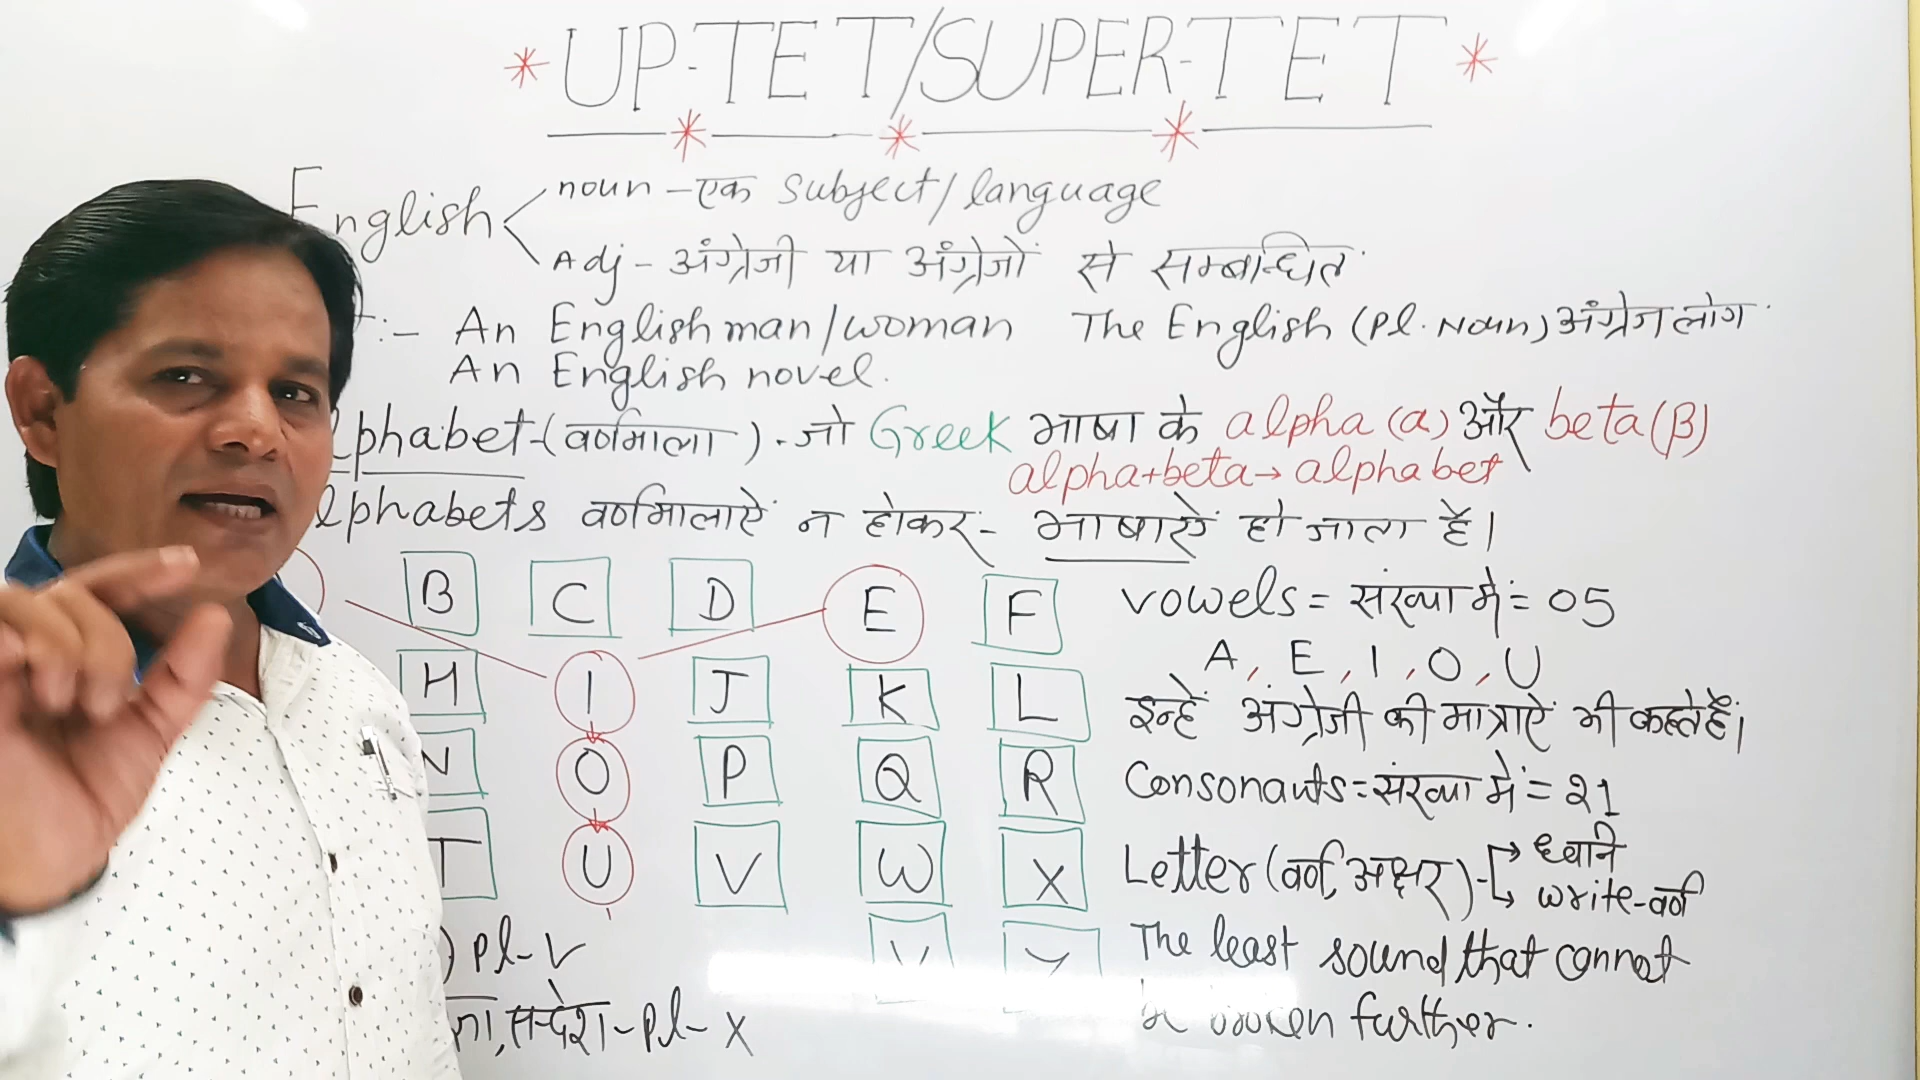 *UP-TET/SUPER-TET*
English
noun - एक subject/language
Adj - अंग्रेजी या अंग्रेजों से सम्बन्धित
:- An English man/woman The English (Pl. Noun) अंग्रेज लोग
An English novel.
lphabet-(वर्णमाला)-जो Greek भाषा के alpha (α) और beta(β)
alpha+beta→ alphabet
lphabets वर्णमालाऐं न होकर- भाषाऐं हो जाता है।
B C D E F
H I J K L
N O P Q R
T U V W X
Y
) Pl-V
सन्देश-Pl-X
vowels = संख्या में = 05
A, E, I, O, U
इन्हें अंग्रेजी की मात्राऐं भी कहते हैं।
Consonants=संख्या में = 21
Letter(वर्ण, अक्षर)-
→ ध्वनि
→ write-वर्ण
The least sound that cannot
be broken further.